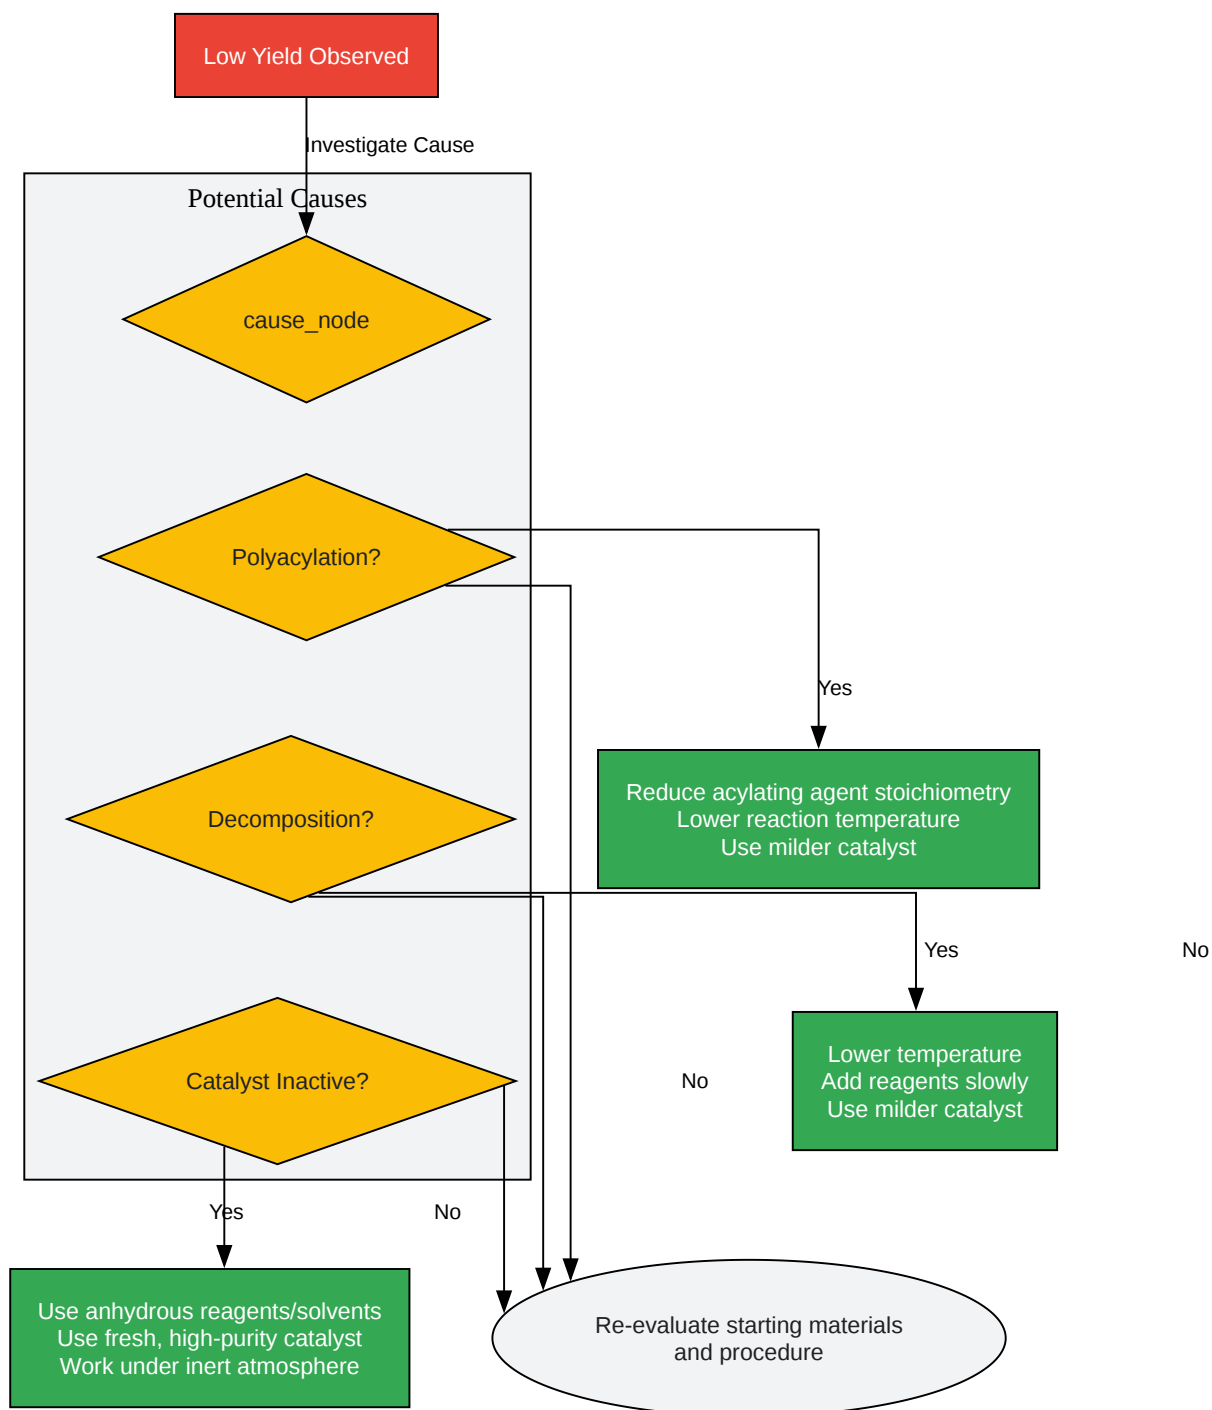 Low Yield Observed
Investigate Cause
Potential Causes
cause_node
Polyacylation?
Yes
Reduce acylating agent stoichiometry
Lower reaction temperature
Use milder catalyst
Decomposition?
Yes
No
Lower temperature
Add reagents slowly
Use milder catalyst
Catalyst Inactive?
No
Yes
No
Use anhydrous reagents/solvents
Use fresh, high-purity catalyst
Work under inert atmosphere
Re-evaluate starting materials
and procedure